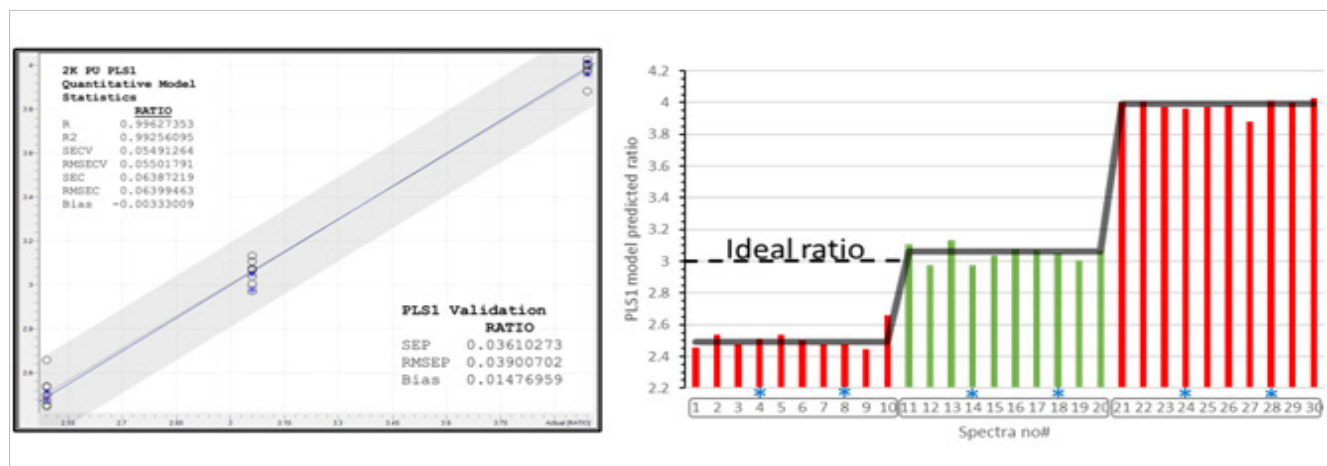 2K PU PLS1
Quantitative Model
Statistics
RATIO
R 0.99627353
R2 0.99256095
SECV 0.05491264
RMSECV 0.05501791
SEC 0.06387219
RMSEC 0.06399463
Bias -0.00333009
PLS1 Validation
RATIO
SEP 0.03610273
RMSEP 0.03900702
Bias 0.01476959
3 Actual [RATIO]
PLS1 model predicted ratio
4.2
4
3.8
3.6
3.4
3.2
3
2.8
2.6
2.4
2.2
Ideal ratio
1 2 3 4 5 6 7 8 9 10 11 12 13 14 15 16 17 18 19 20 21 22 23 24 25 26 27 28 29 30
Spectra no#